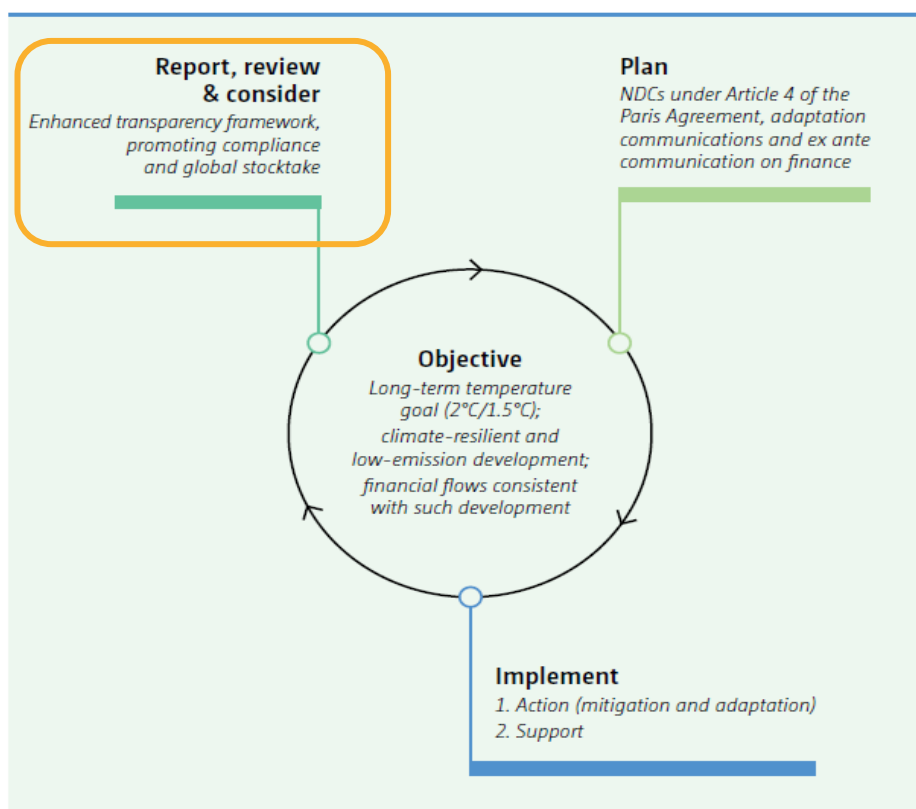 Report, review
& consider
Enhanced transparency framework,
promoting compliance
and global stocktake
Plan
NDCs under Article 4 of the
Paris Agreement, adaptation
communications and ex ante
communication on finance
Objective
Long-term temperature
goal (2°C/1.5°C);
climate-resilient and
low-emission development;
financial flows consistent
with such development
Implement
1. Action (mitigation and adaptation)
2. Support